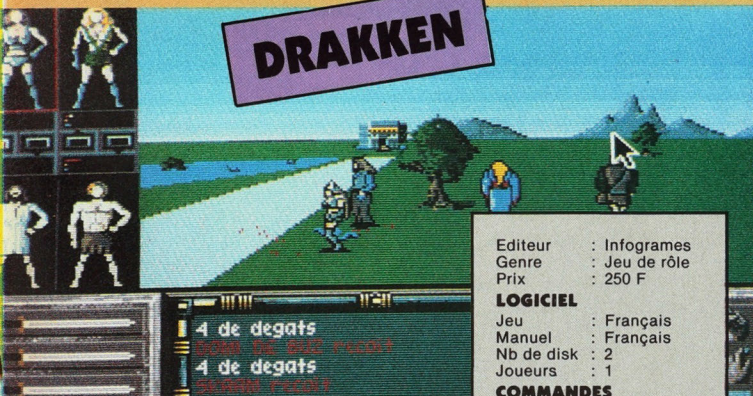 DRAKKEN
4 de degats
4 de degats
Editeur : Infogrames
Genre : Jeu de rôle
Prix : 250 F
LOGICIEL
Jeu : Français
Manuel : Français
Nb de disk : 2
Joueurs : 1
COMMANDES